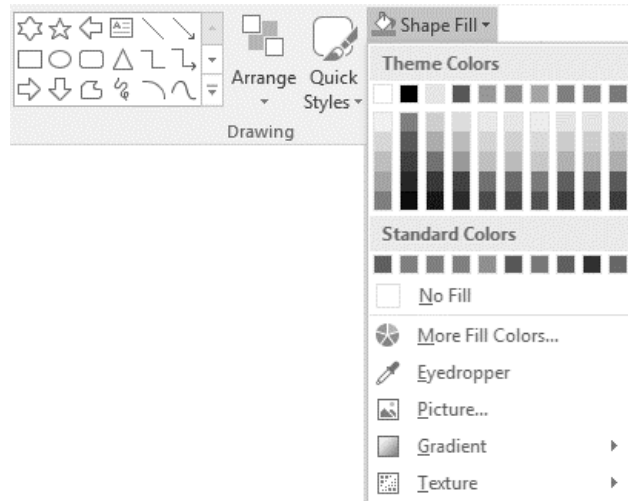 Shape Fill
Arrange Quick
Styles
Drawing
Theme Colors
Standard Colors
No Fill
More Fill Colors...
Eyedropper
Picture...
Gradient
Texture